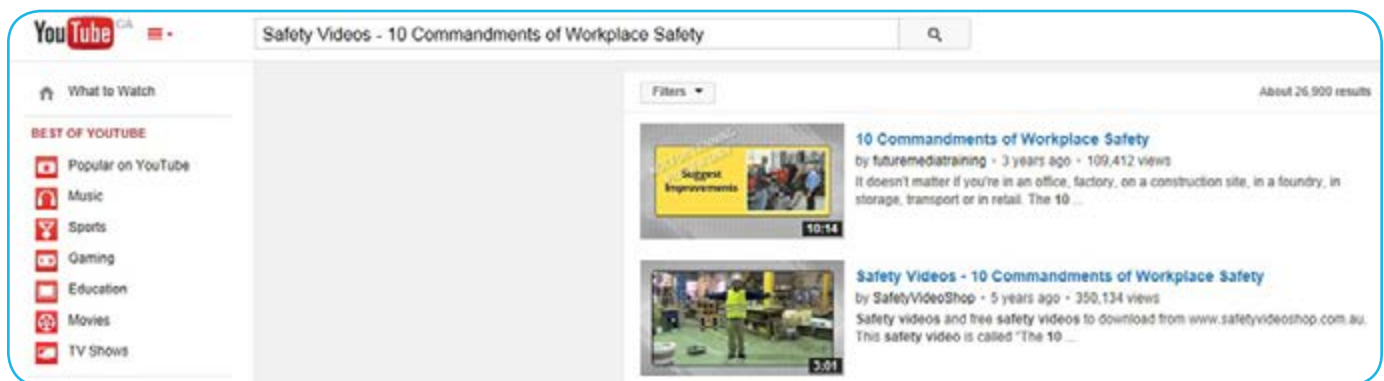 YouTube CA
Safety Videos - 10 Commandments of Workplace Safety
What to Watch
BEST OF YOUTUBE
Popular on YouTube
Music
Sports
Gaming
Education
Movies
TV Shows
Filters
About 26,900 results
Suggest
Improvements
10:14
10 Commandments of Workplace Safety
by futuremediatraining • 3 years ago • 109,412 views
It doesn't matter if you're in an office, factory, on a construction site, in a foundry, in
storage, transport or in retail. The 10 ...
3:01
Safety Videos - 10 Commandments of Workplace Safety
by SafetyVideoShop • 5 years ago • 350,134 views
Safety videos and free safety videos to download from www.safetyvideoshop.com.au.
This safety video is called "The 10 ...